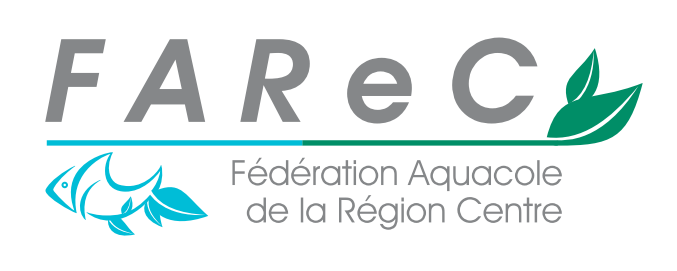 FAReC
Fédération Aquacole
de la Région Centre